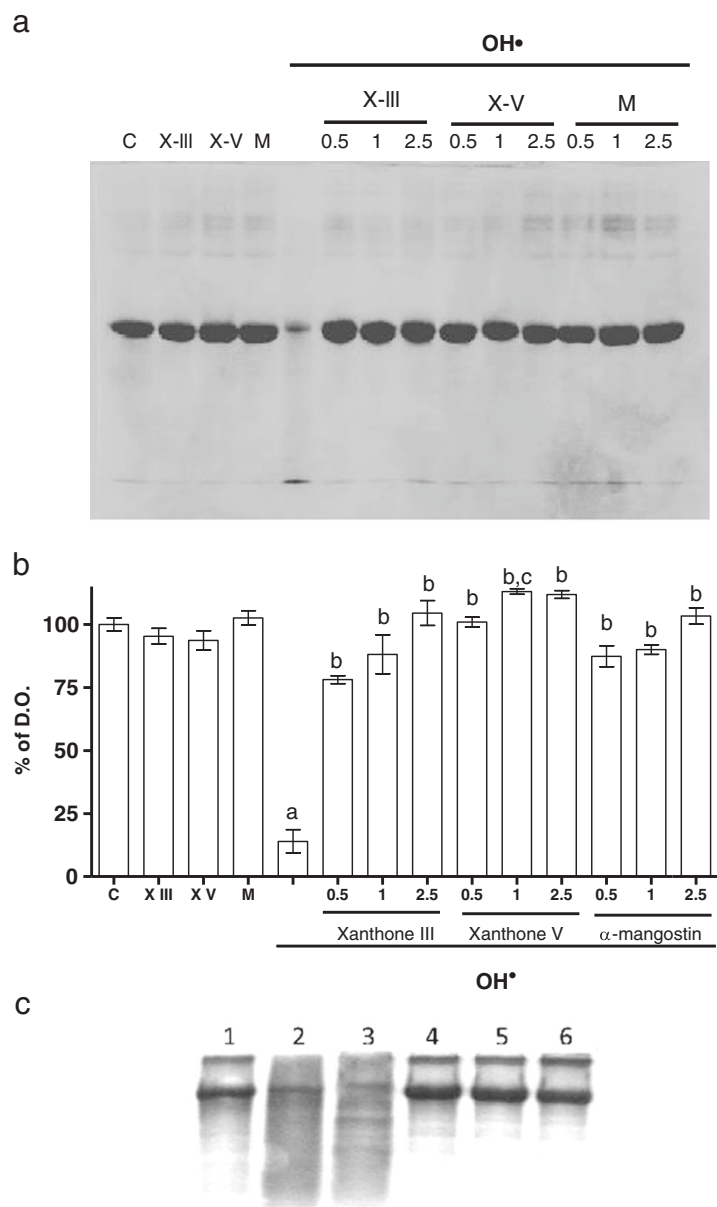 a
OH•
X-III X-V M
C X-III X-V M 0.5 1 2.5 0.5 1 2.5 0.5 1 2.5
b
% of D.O.
100
75
50
25
0
a b b b b b,c b b b b
C X III X V M 0.5 1 2.5 0.5 1 2.5 0.5 1 2.5
Xanthone III Xanthone V α-mangostin
OH•
c
1 2 3 4 5 6